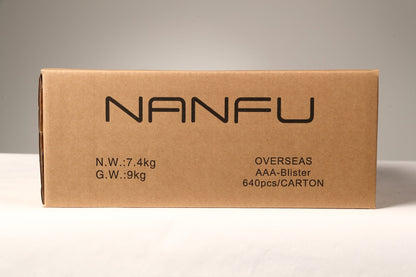 NANFU
N.W.:7.4kg
G.W.:9kg
OVERSEAS
AAA-Blister
640pcs/CARTON